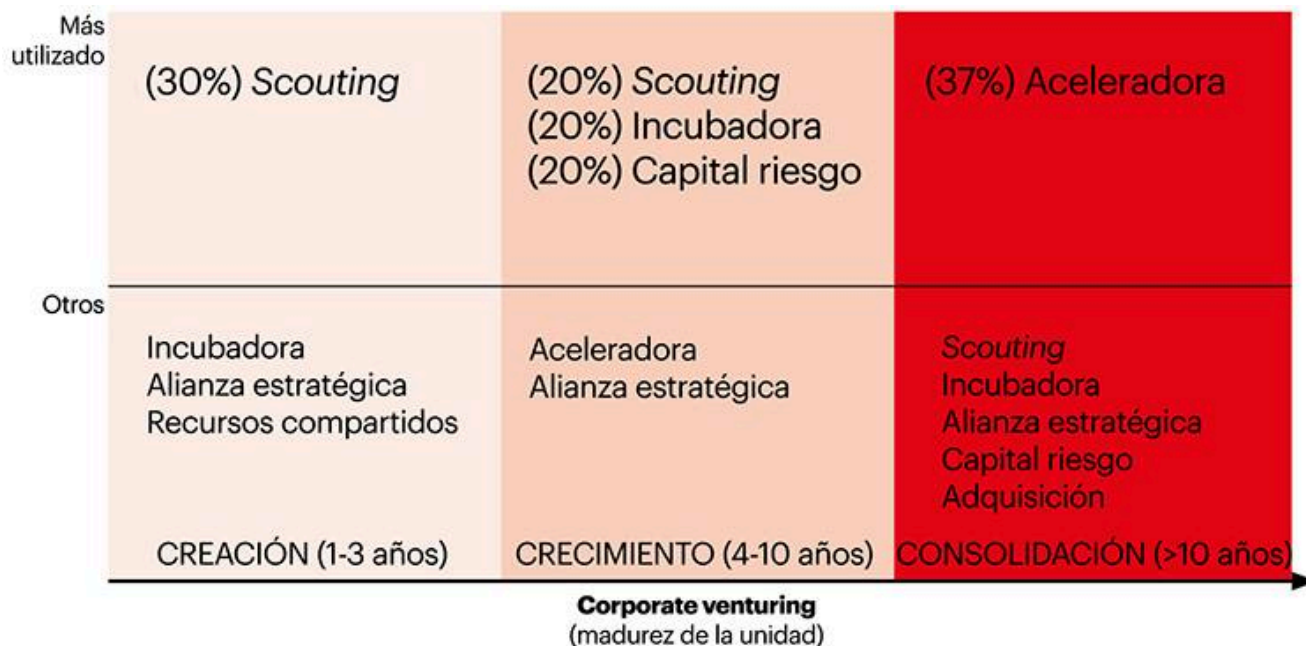 Más
utilizado
(30%) Scouting
(20%) Scouting
(20%) Incubadora
(20%) Capital riesgo
(37%) Aceleradora
Otros
Incubadora
Alianza estratégica
Recursos compartidos
Aceleradora
Alianza estratégica
Scouting
Incubadora
Alianza estratégica
Capital riesgo
Adquisición
CREACIÓN (1-3 años)
CRECIMIENTO (4-10 años)
CONSOLIDACIÓN (>10 años)
Corporate venturing
(madurez de la unidad)